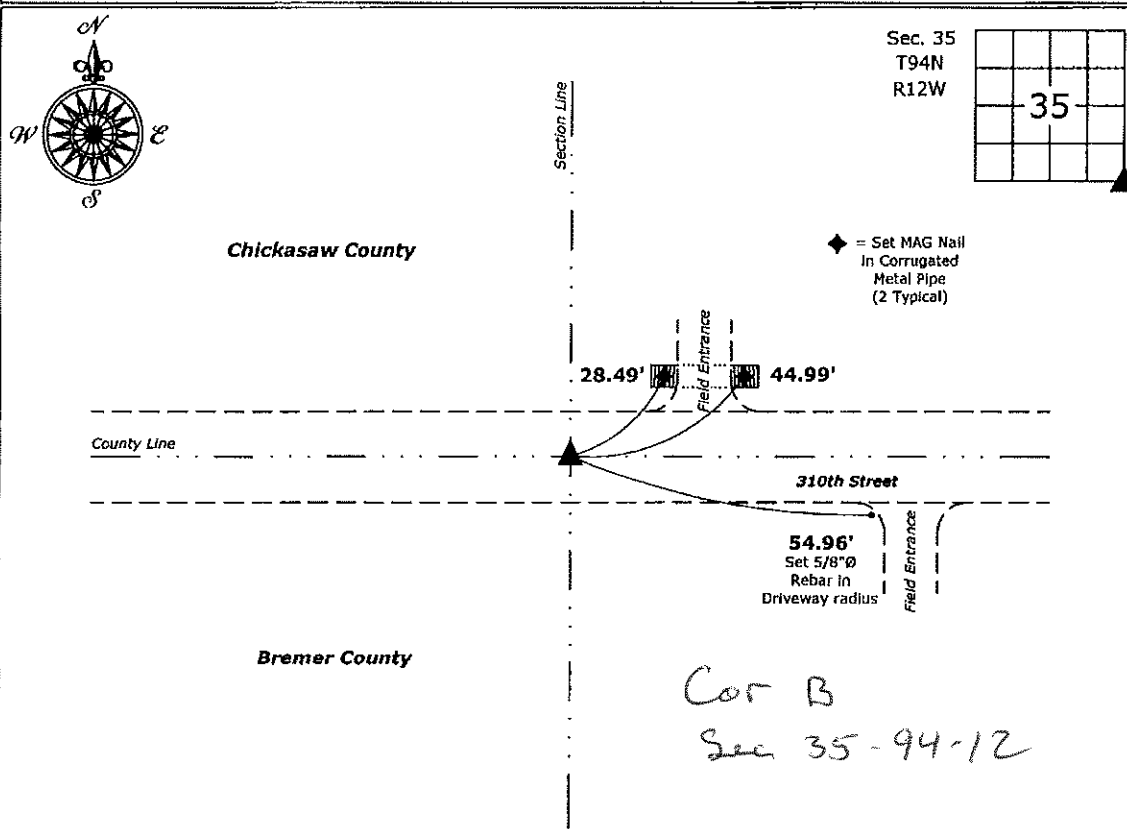 N
W
E
S
Sec. 35
T94N
R12W
35
Section Line
Chickasaw County
= Set MAG Nail
in Corrugated
Metal Pipe
(2 Typical)
Field Entrance
28.49'
44.99'
County Line
310th Street
54.96'
Set 5/8"Ø
Rebar in
Driveway radius
Field Entrance
Bremer County
Cor B
Sec 35-94-12